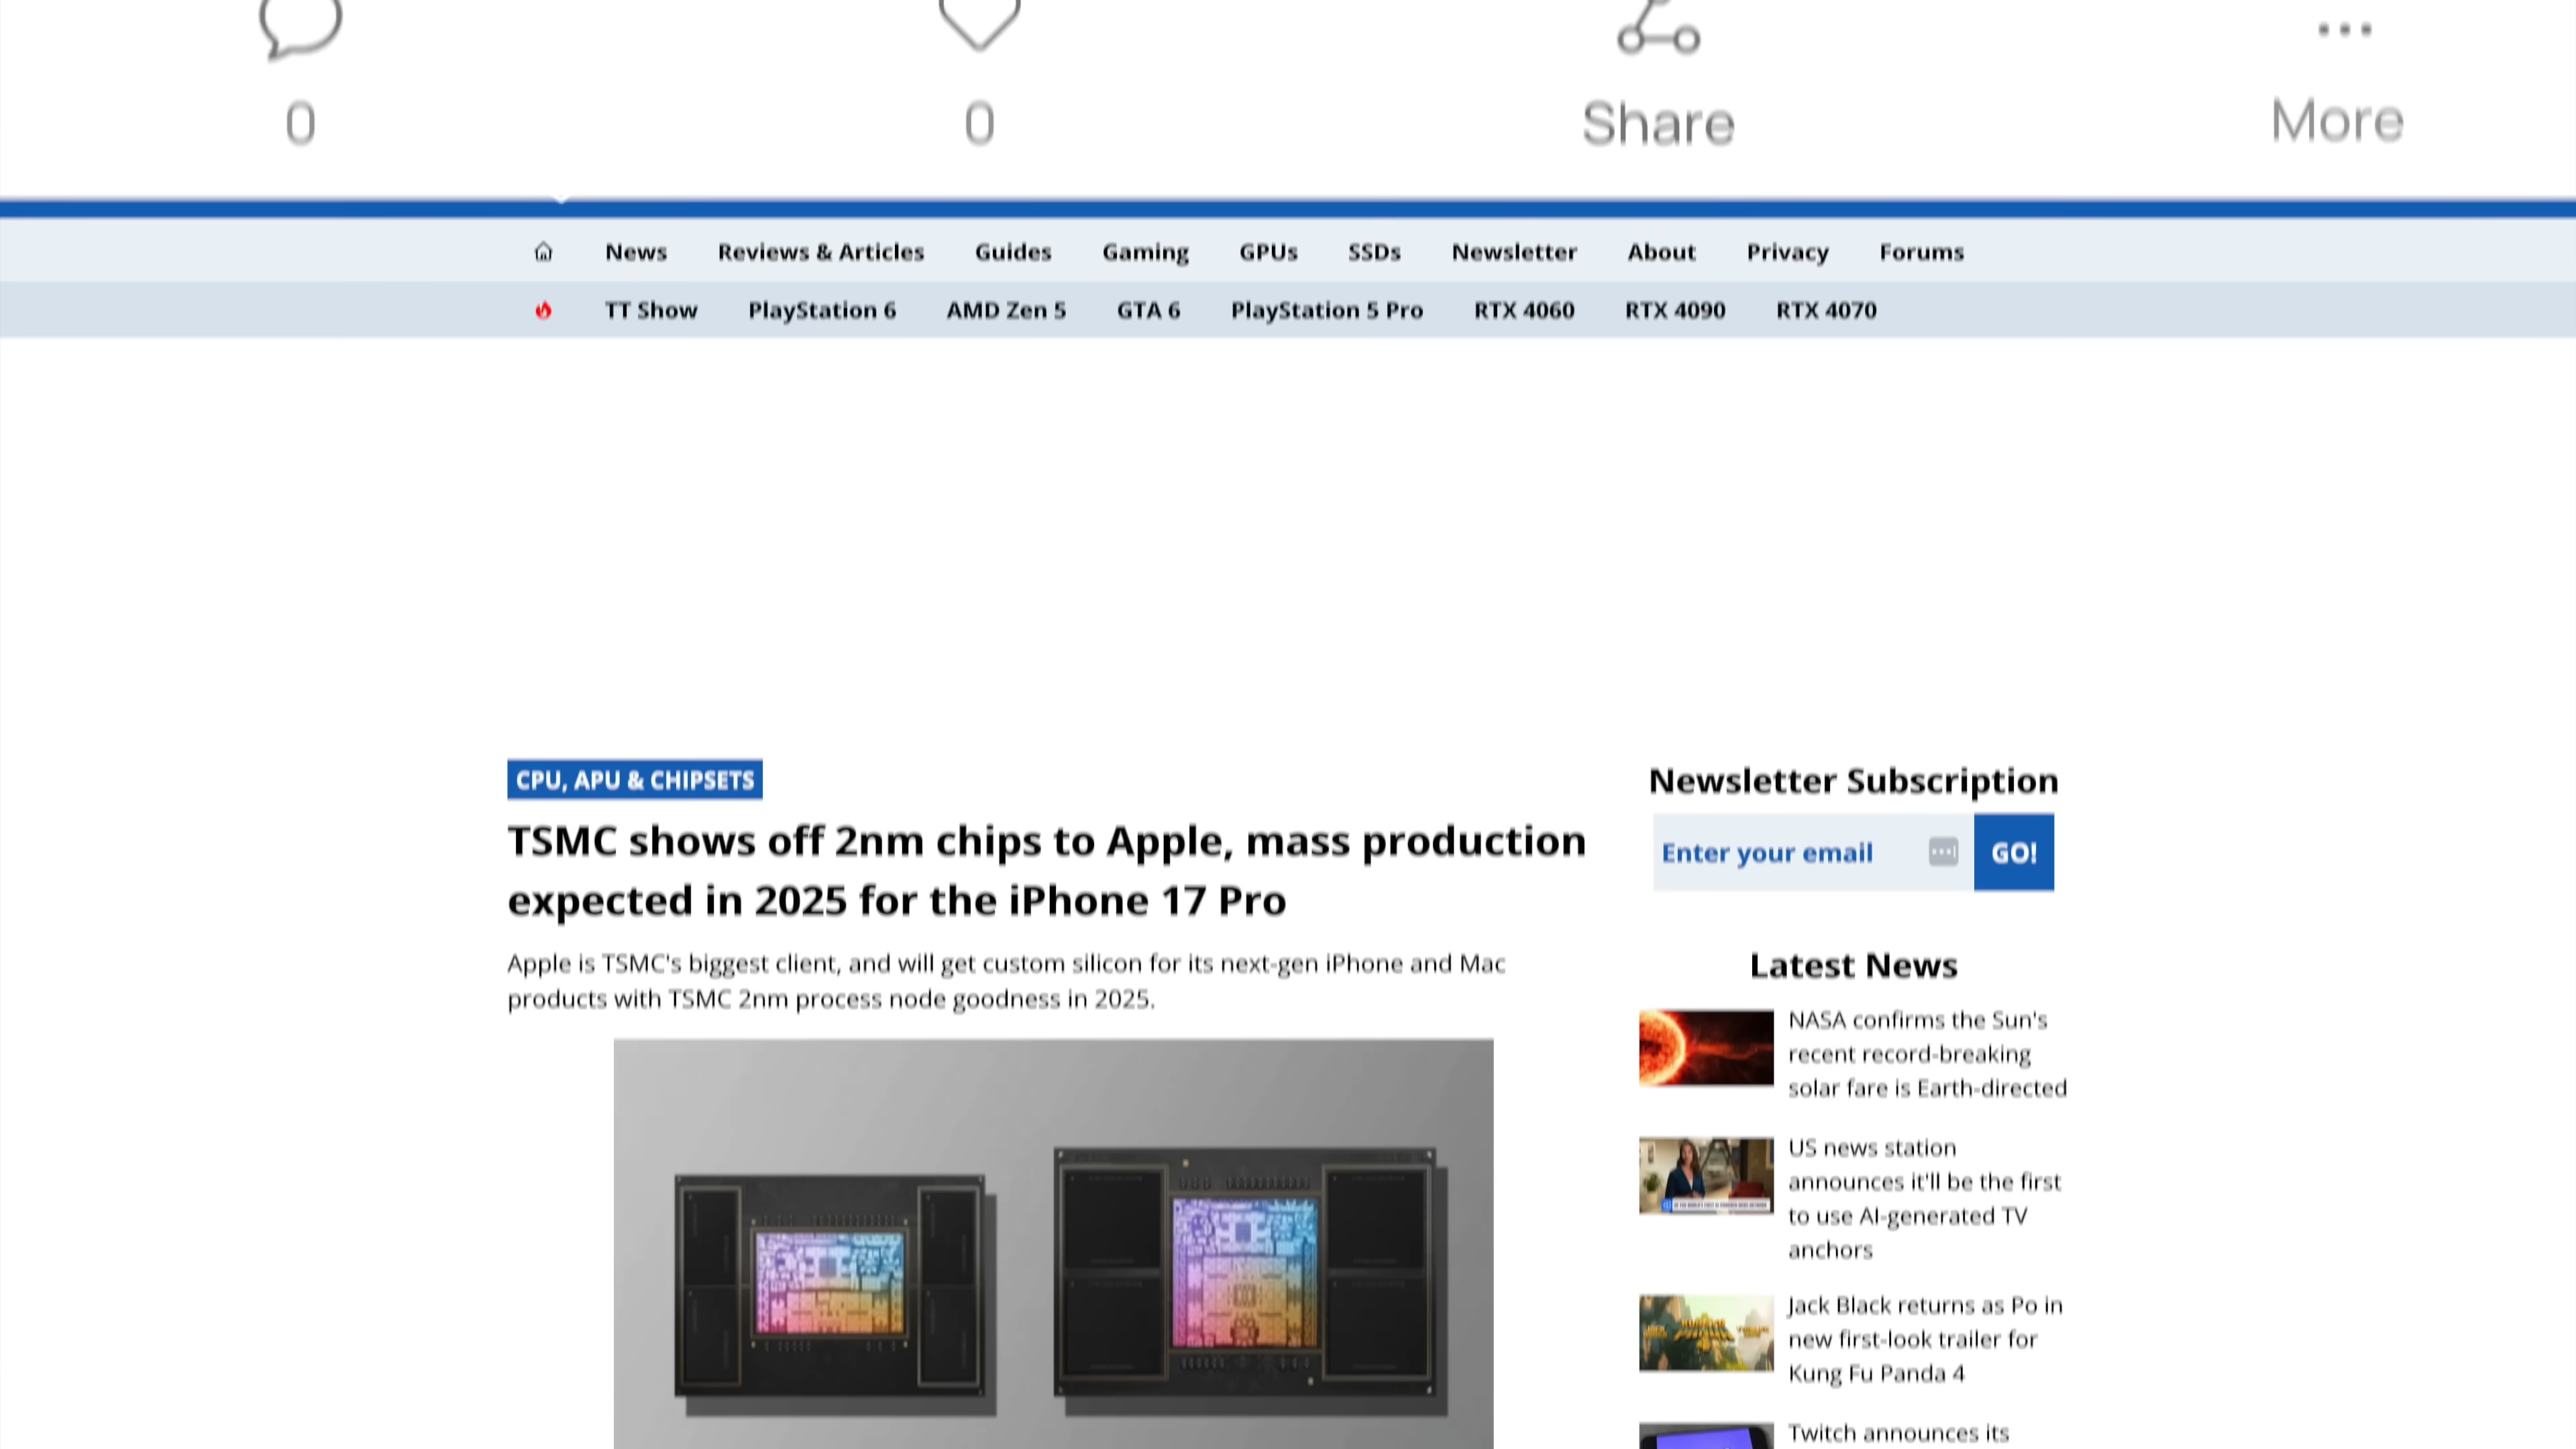 0
0
Share
More
News Reviews & Articles Guides Gaming GPUs SSDs Newsletter About Privacy Forums
TT Show PlayStation 6 AMD Zen 5 GTA 6 PlayStation 5 Pro RTX 4060 RTX 4090 RTX 4070
CPU, APU & CHIPSETS
TSMC shows off 2nm chips to Apple, mass production
expected in 2025 for the iPhone 17 Pro
Apple is TSMC's biggest client, and will get custom silicon for its next-gen iPhone and Mac
products with TSMC 2nm process node goodness in 2025.
Newsletter Subscription
Enter your email
GO!
Latest News
NASA confirms the Sun's
recent record-breaking
solar fare is Earth-directed
US news station
announces it'll be the first
to use AI-generated TV
anchors
Jack Black returns as Po in
new first-look trailer for
Kung Fu Panda 4
Twitch announces its